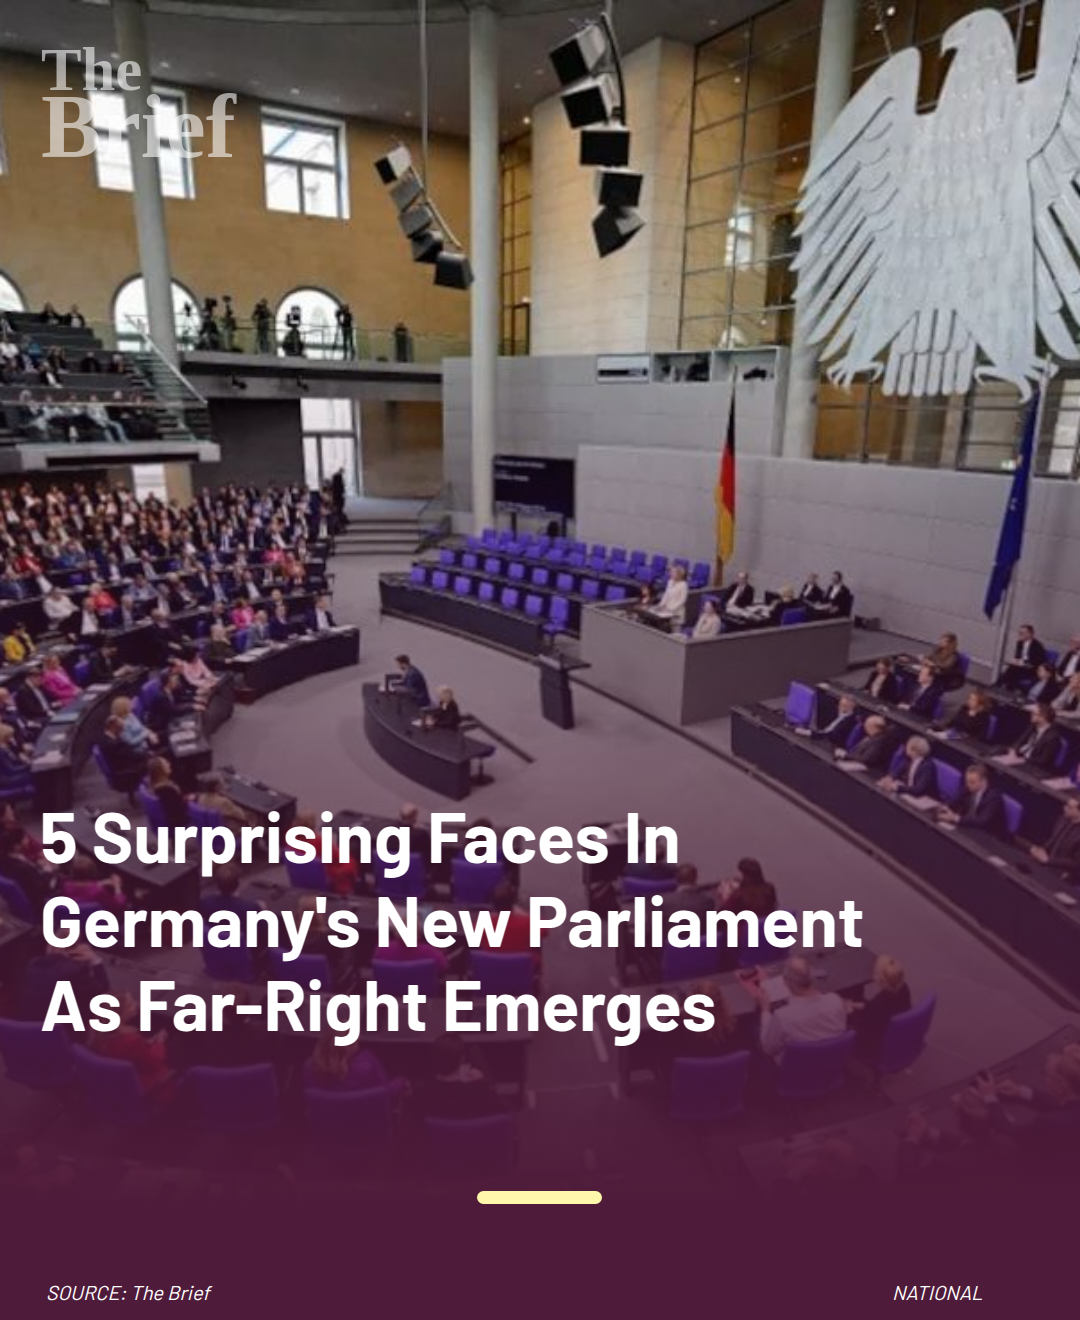 The
Brief
5 Surprising Faces In
Germany's New Parliament
As Far-Right Emerges
SOURCE: The Brief
NATIONAL